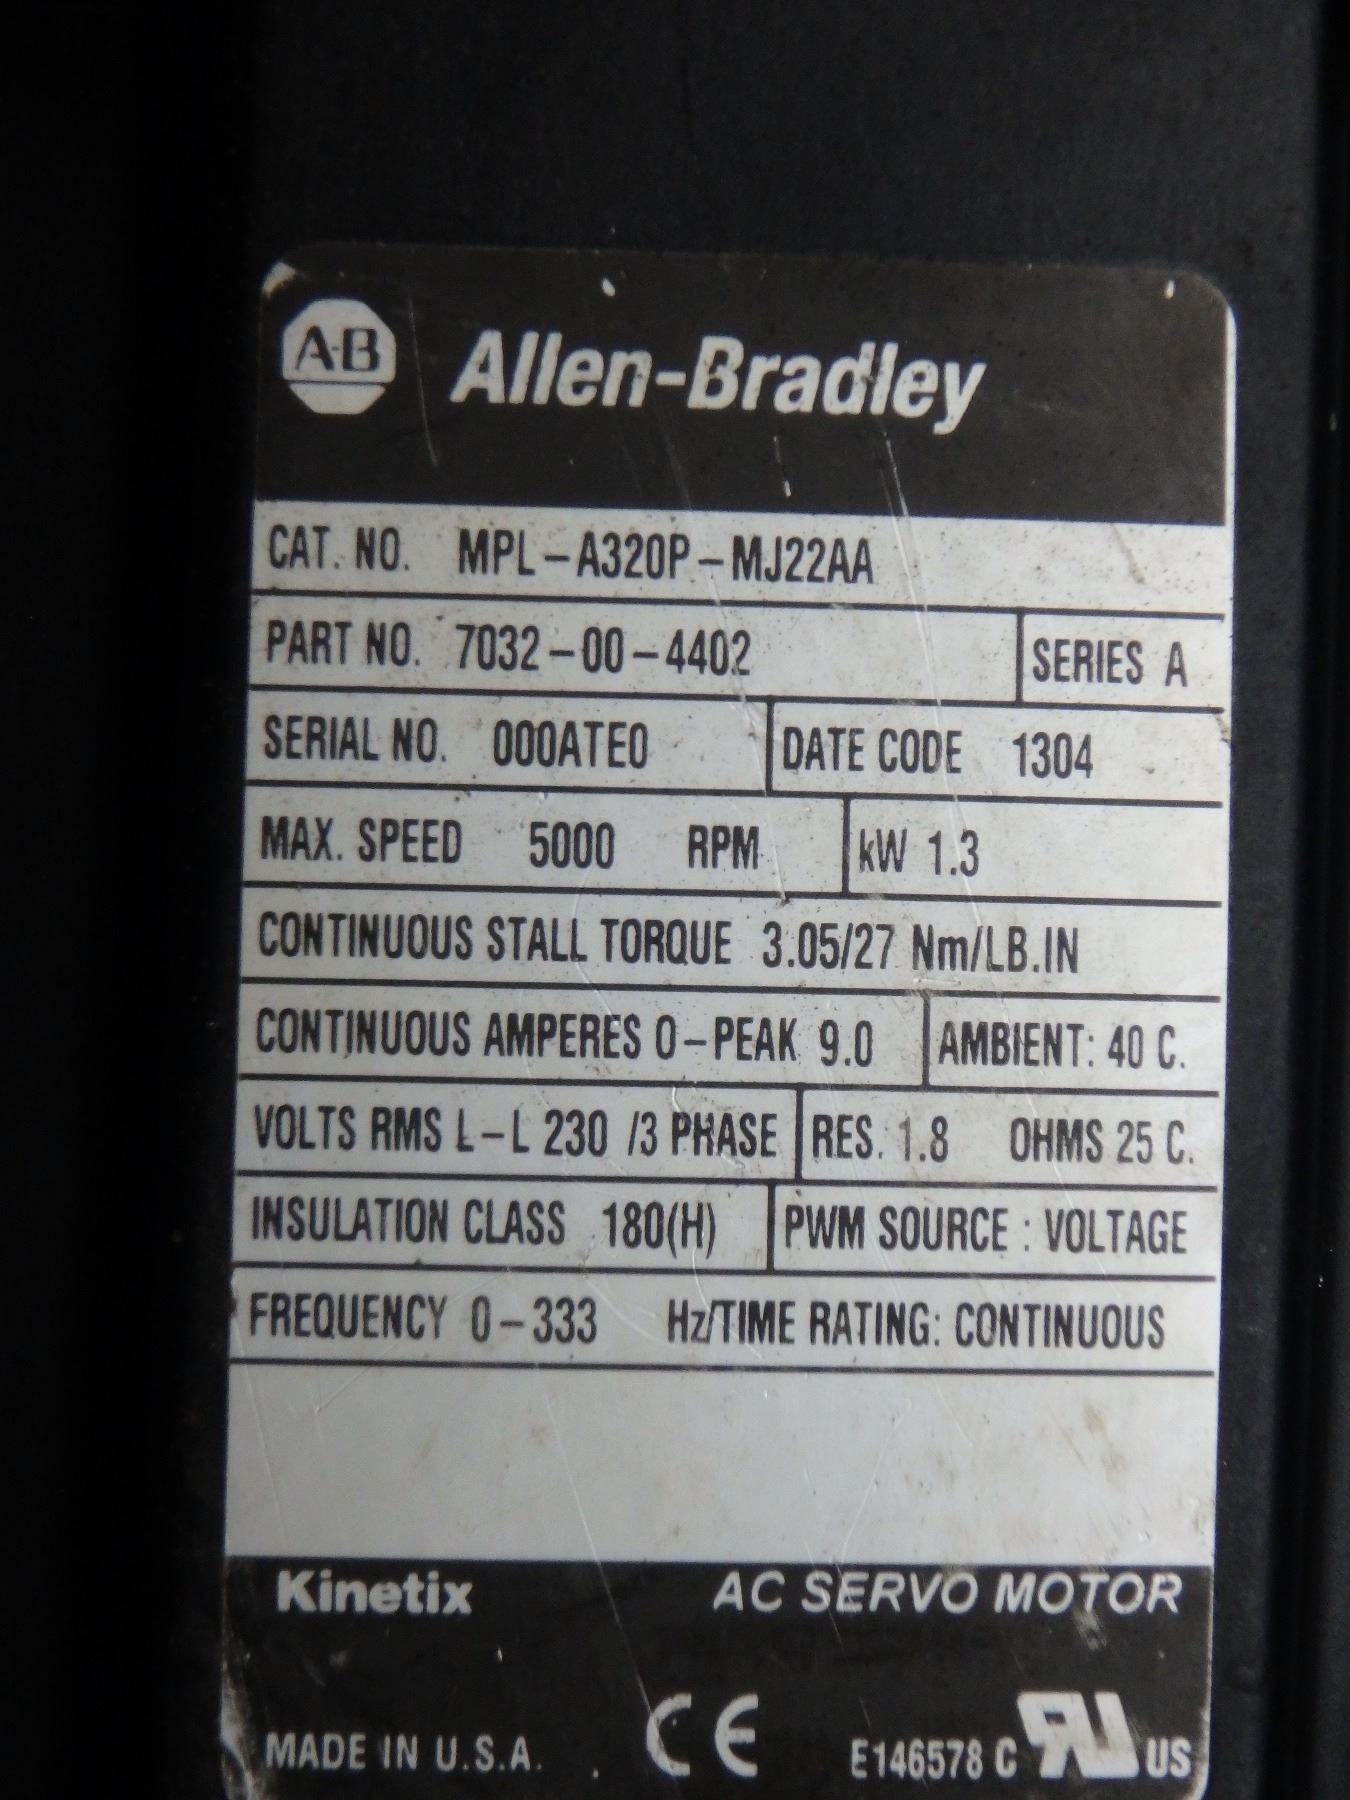 A-B Allen-Bradley
CAT. NO. MPL-A320P-MJ22AA
PART NO. 7032-00-4402 SERIES A
SERIAL NO. 000ATE0 DATE CODE 1304
MAX. SPEED 5000 RPM kW 1.3
CONTINUOUS STALL TORQUE 3.05/27 Nm/LB.IN
CONTINUOUS AMPERES 0-PEAK 9.0 AMBIENT: 40 C.
VOLTS RMS L-L 230 /3 PHASE RES. 1.8 OHMS 25 C.
INSULATION CLASS 180(H) PWM SOURCE : VOLTAGE
FREQUENCY 0-333 Hz/TIME RATING: CONTINUOUS
Kinetix AC SERVO MOTOR
MADE IN U.S.A. CE E146578 C RU US